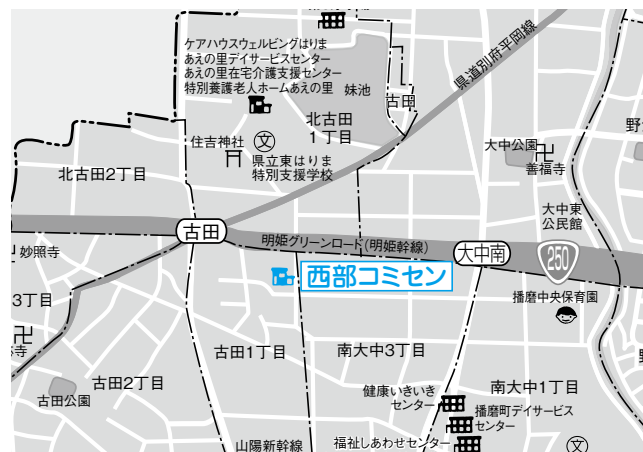 ケアハウスウェルビングはりま
あえの里デイサービスセンター
あえの里在宅介護支援センター
特別養護老人ホームあえの里
妹池
古田
県道別府平岡線
北古田
1丁目
住吉神社
文
県立東はりま
特別支援学校
大中公園
善福寺
北古田2丁目
大中東
公民館
古田
明姫グリーンロード(明姫幹線)
大中南
250
妙照寺
西部コミセン
3丁目
播磨中央保育園
古田1丁目
南大中3丁目
古田2丁目
古田公園
健康いきいき
センター
南大中1丁目
播磨町デイサービス
センター
山陽新幹線
福祉しあわせセンター
文